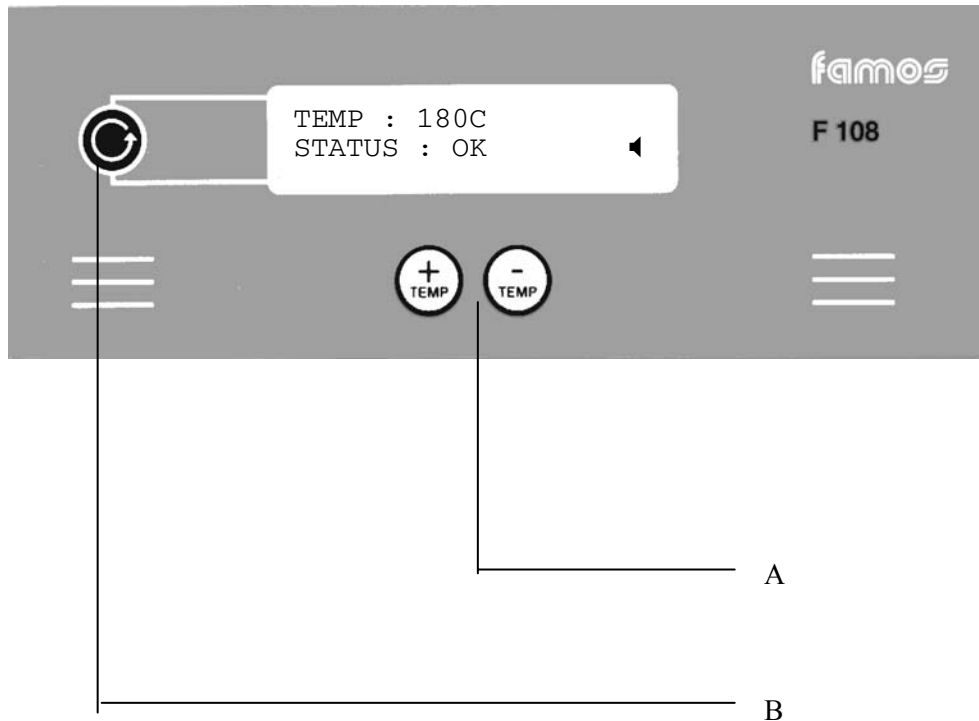 famos
F 108
TEMP : 180C
STATUS : OK
+
TEMP
-
TEMP
A
B